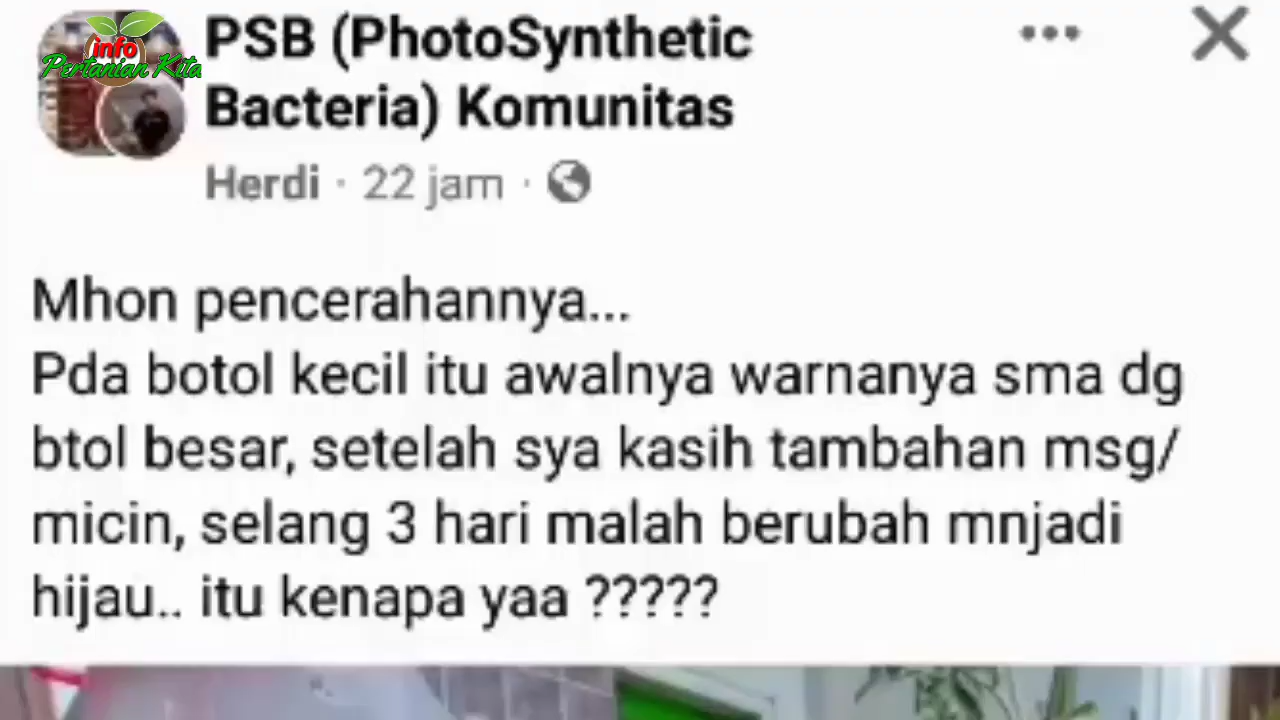 info
Pertanian Kita
PSB (PhotoSynthetic
Bacteria) Komunitas
Herdi · 22 jam ·
Mhon pencerahannya...
Pda botol kecil itu awalnya warnanya sma dg
btol besar, setelah sya kasih tambahan msg/
micin, selang 3 hari malah berubah mnjadi
hijau.. itu kenapa yaa ?????